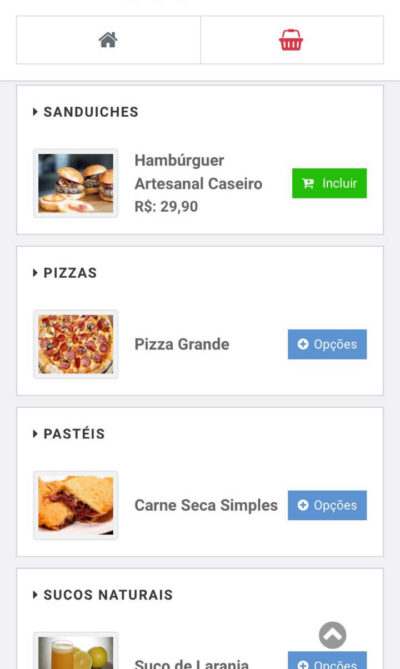 SANDUICHES
Hambúrguer
Artesanal Caseiro
R$: 29,90
Incluir
PIZZAS
Pizza Grande
Opções
PASTÉIS
Carne Seca Simples
Opções
SUCOS NATURAIS
Suco de Laranja
Opções